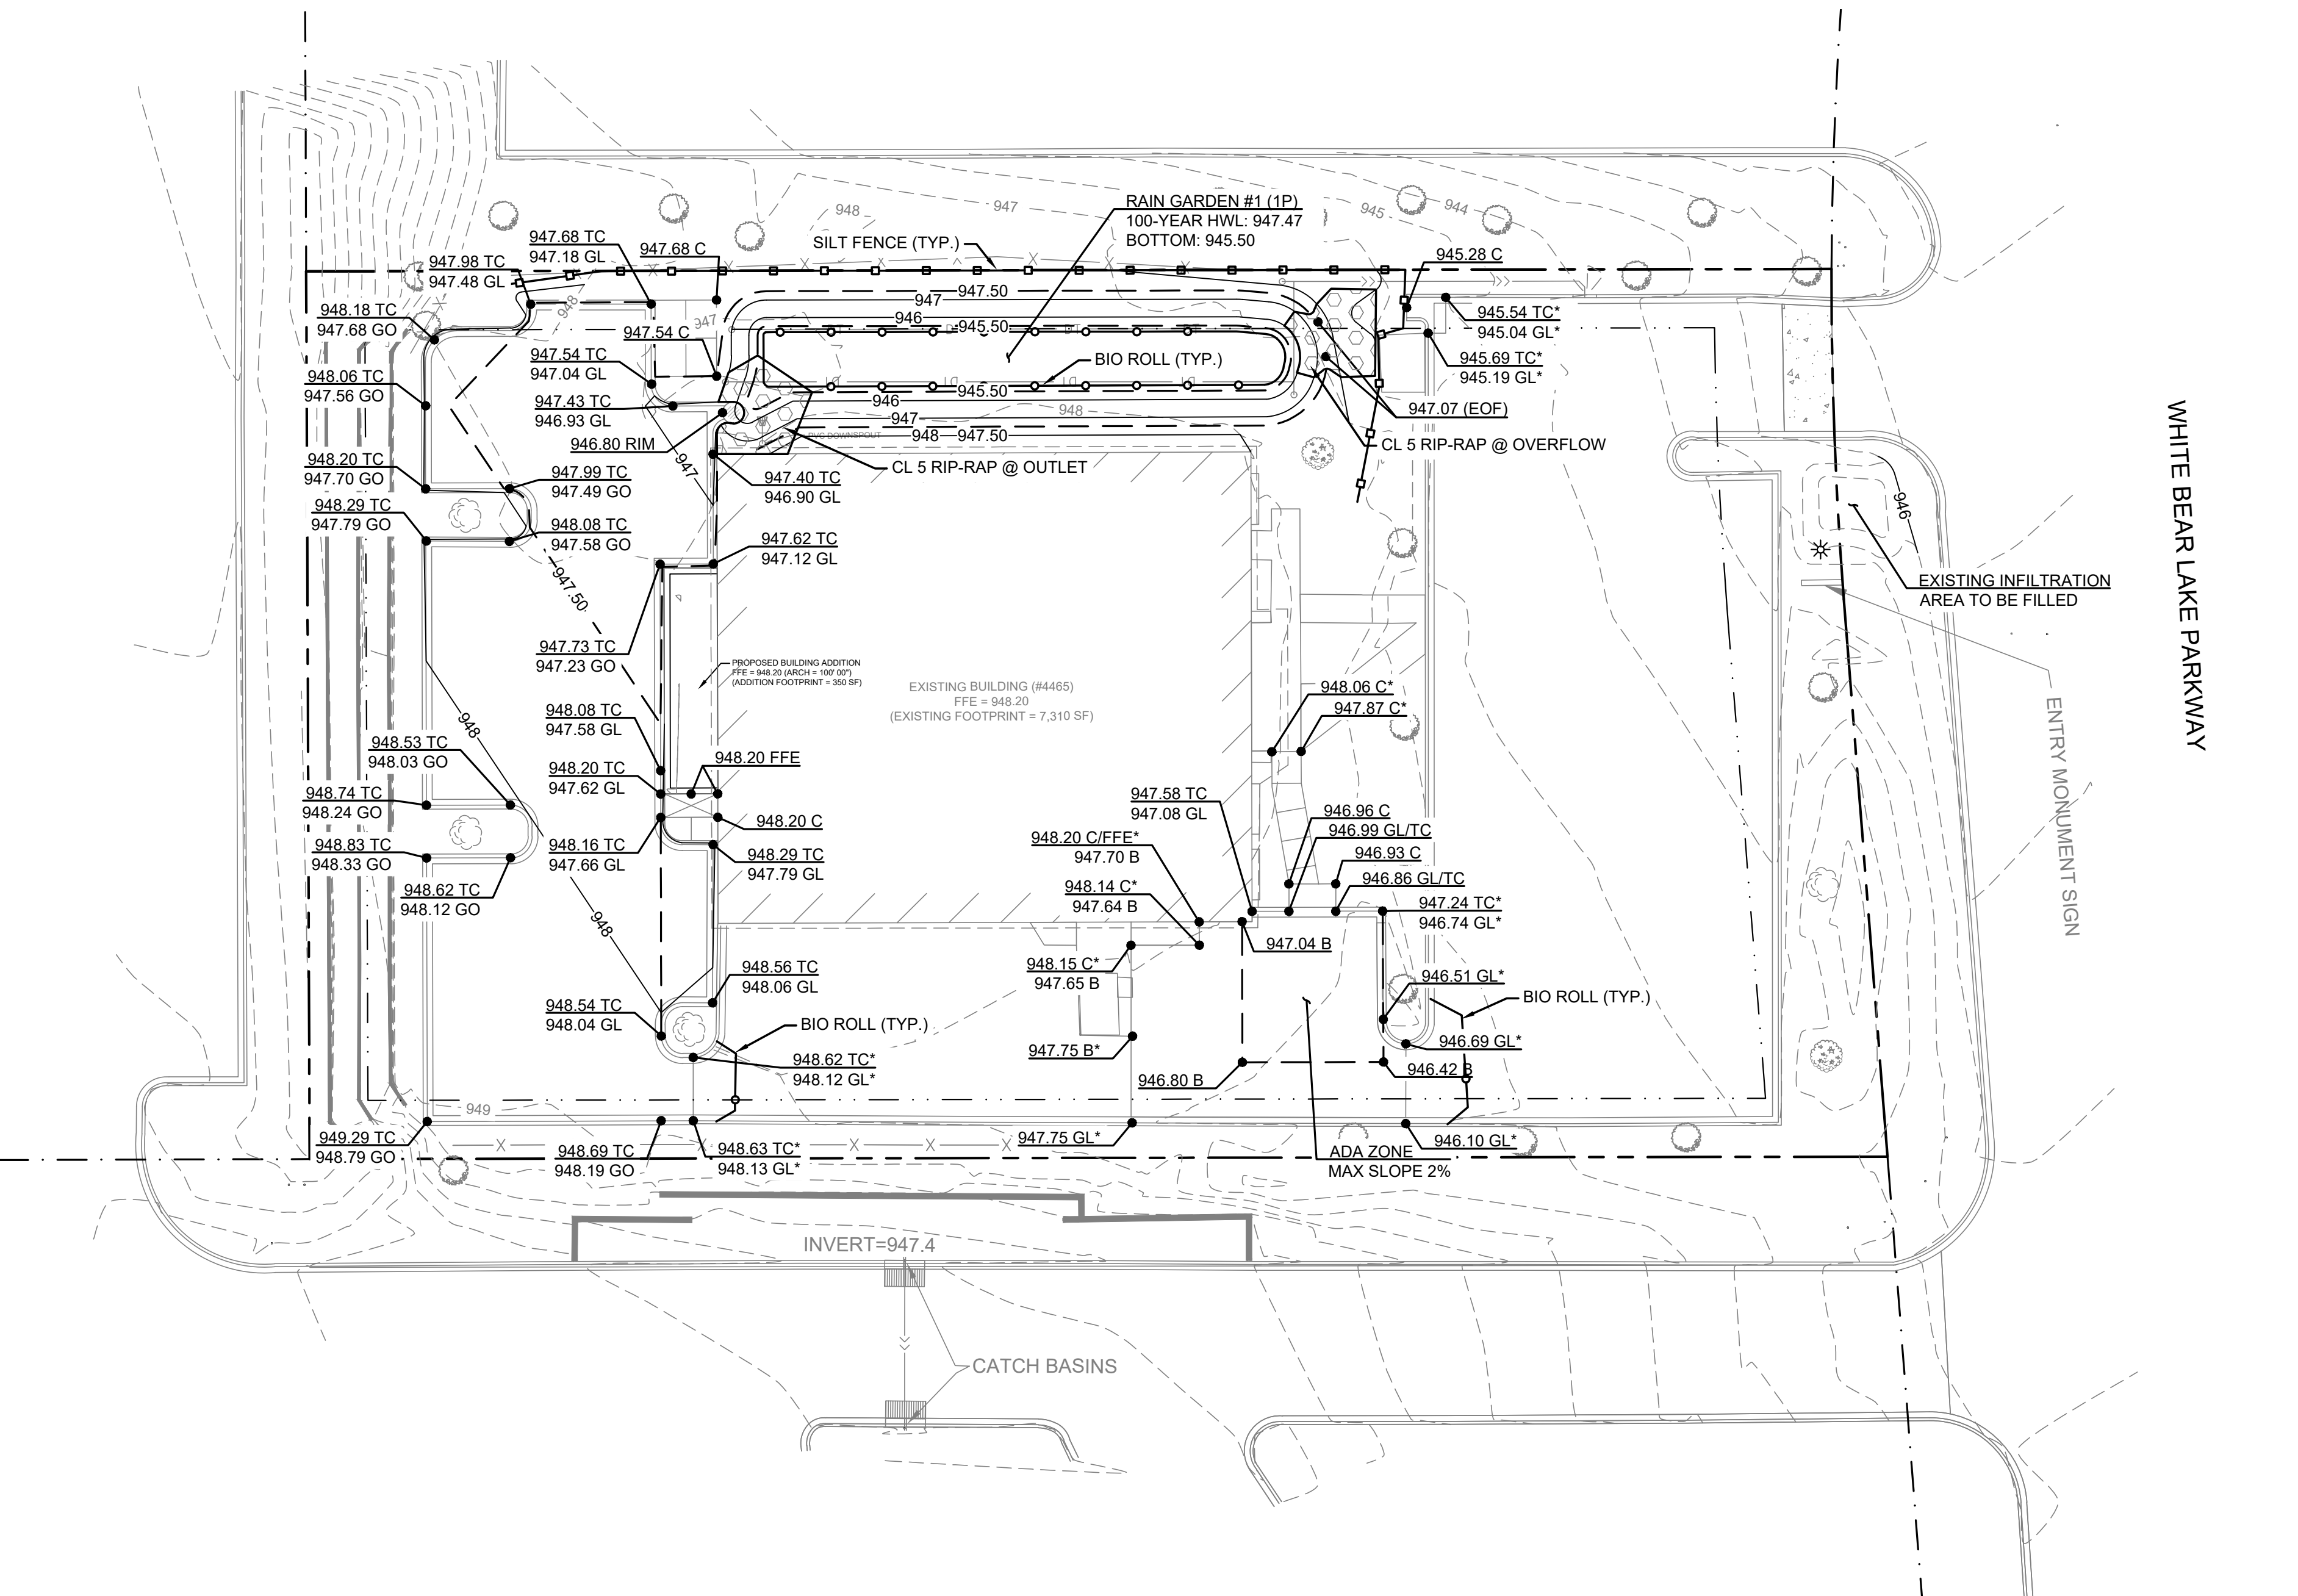 RAIN GARDEN #1 (1P)
100-YEAR HWL: 947.47
BOTTOM: 945.50
948
947
945
944
SILT FENCE (TYP.)
947.68 TC
947.18 GL
947.68 C
947.98 TC
947.48 GL
945.28 C
948.18 TC
947.68 GO
948
947
947.50
947
946
945.50
947.54 C
945.54 TC*
945.04 GL*
947.54 TC
947.04 GL
BIO ROLL (TYP.)
945.69 TC*
945.19 GL*
948.06 TC
947.56 GO
945.50
946
947
948
947.50
948
947.43 TC
946.93 GL
947.07 (EOF)
946.80 RIM
PVC DOWNSPOUT
CL 5 RIP-RAP @ OVERFLOW
948.20 TC
947.70 GO
947.99 TC
947.49 GO
947
CL 5 RIP-RAP @ OUTLET
947.40 TC
946.90 GL
948.29 TC
947.79 GO
948.08 TC
947.58 GO
947.62 TC
947.12 GL
946
WHITE BEAR LAKE PARKWAY
EXISTING INFILTRATION
AREA TO BE FILLED
947.50
947.73 TC
947.23 GO
PROPOSED BUILDING ADDITION
FFE = 948.20 (ARCH = 100' 00")
(ADDITION FOOTPRINT = 350 SF)
EXISTING BUILDING (#4465)
FFE = 948.20
(EXISTING FOOTPRINT = 7,310 SF)
948.06 C*
947.87 C*
ENTRY MONUMENT SIGN
948.08 TC
947.58 GL
948
948.53 TC
948.03 GO
948.20 TC
947.62 GL
948.20 FFE
948.74 TC
948.24 GO
947.58 TC
947.08 GL
946.96 C
946.99 GL/TC
948.20 C
948.20 C/FFE*
947.70 B
948.83 TC
948.33 GO
948.16 TC
947.66 GL
948.29 TC
947.79 GL
946.93 C
946.86 GL/TC
948.62 TC
948.12 GO
948.14 C*
947.64 B
947.24 TC*
946.74 GL*
948
947.04 B
948.56 TC
948.06 GL
948.15 C*
947.65 B
946.51 GL*
BIO ROLL (TYP.)
948.54 TC
948.04 GL
BIO ROLL (TYP.)
947.75 B*
946.69 GL*
948.62 TC*
948.12 GL*
946.80 B
946.42 B
949
949.29 TC
948.79 GO
948.69 TC
948.19 GO
948.63 TC*
948.13 GL*
947.75 GL*
946.10 GL*
ADA ZONE
MAX SLOPE 2%
INVERT=947.4
CATCH BASINS